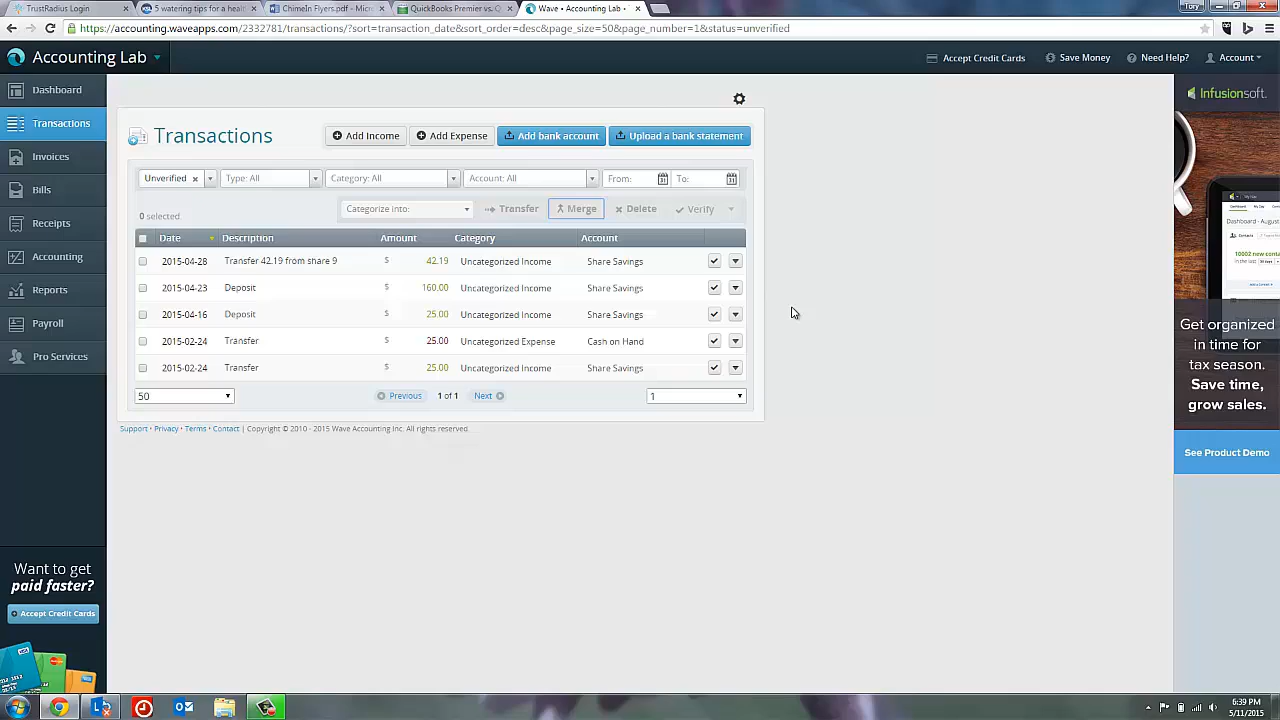 TrustRadius Login
5 watering tips for a healt
ChimeIn Flyers.pdf - Micro
QuickBooks Premier vs. Q
Wave • Accounting Lab -
Tony
https://accounting.waveapps.com/2332781/transactions/?sort=transaction_date&sort_order=desc&page_size=50&page_number=1&status=unverified
Accounting Lab
Accept Credit Cards
Save Money
Need Help?
Account
Dashboard
Transactions
Invoices
Bills
Receipts
Accounting
Reports
Payroll
Pro Services
Want to get
paid faster?
Accept Credit Cards
Transactions
Add Income
Add Expense
Add bank account
Upload a bank statement
Unverified
Type: All
Category: All
Account: All
From:
To:
0 selected
Categorize into:
Transfer
Merge
Delete
Verify
Date Description Amount Category Account
2015-04-28 Transfer 42.19 from share 9 $ 42.19 Uncategorized Income Share Savings
2015-04-23 Deposit $ 160.00 Uncategorized Income Share Savings
2015-04-16 Deposit $ 25.00 Uncategorized Income Share Savings
2015-02-24 Transfer $ 25.00 Uncategorized Expense Cash on Hand
2015-02-24 Transfer $ 25.00 Uncategorized Income Share Savings
50
Previous
1 of 1
Next
1
Support • Privacy • Terms • Contact | Copyright © 2010 - 2015 Wave Accounting Inc. All rights reserved.
Infusionsoft.
Dashboard - August
10002 new conta
Get organized
in time for
tax season.
Save time,
grow sales.
See Product Demo
6:39 PM
5/11/2015